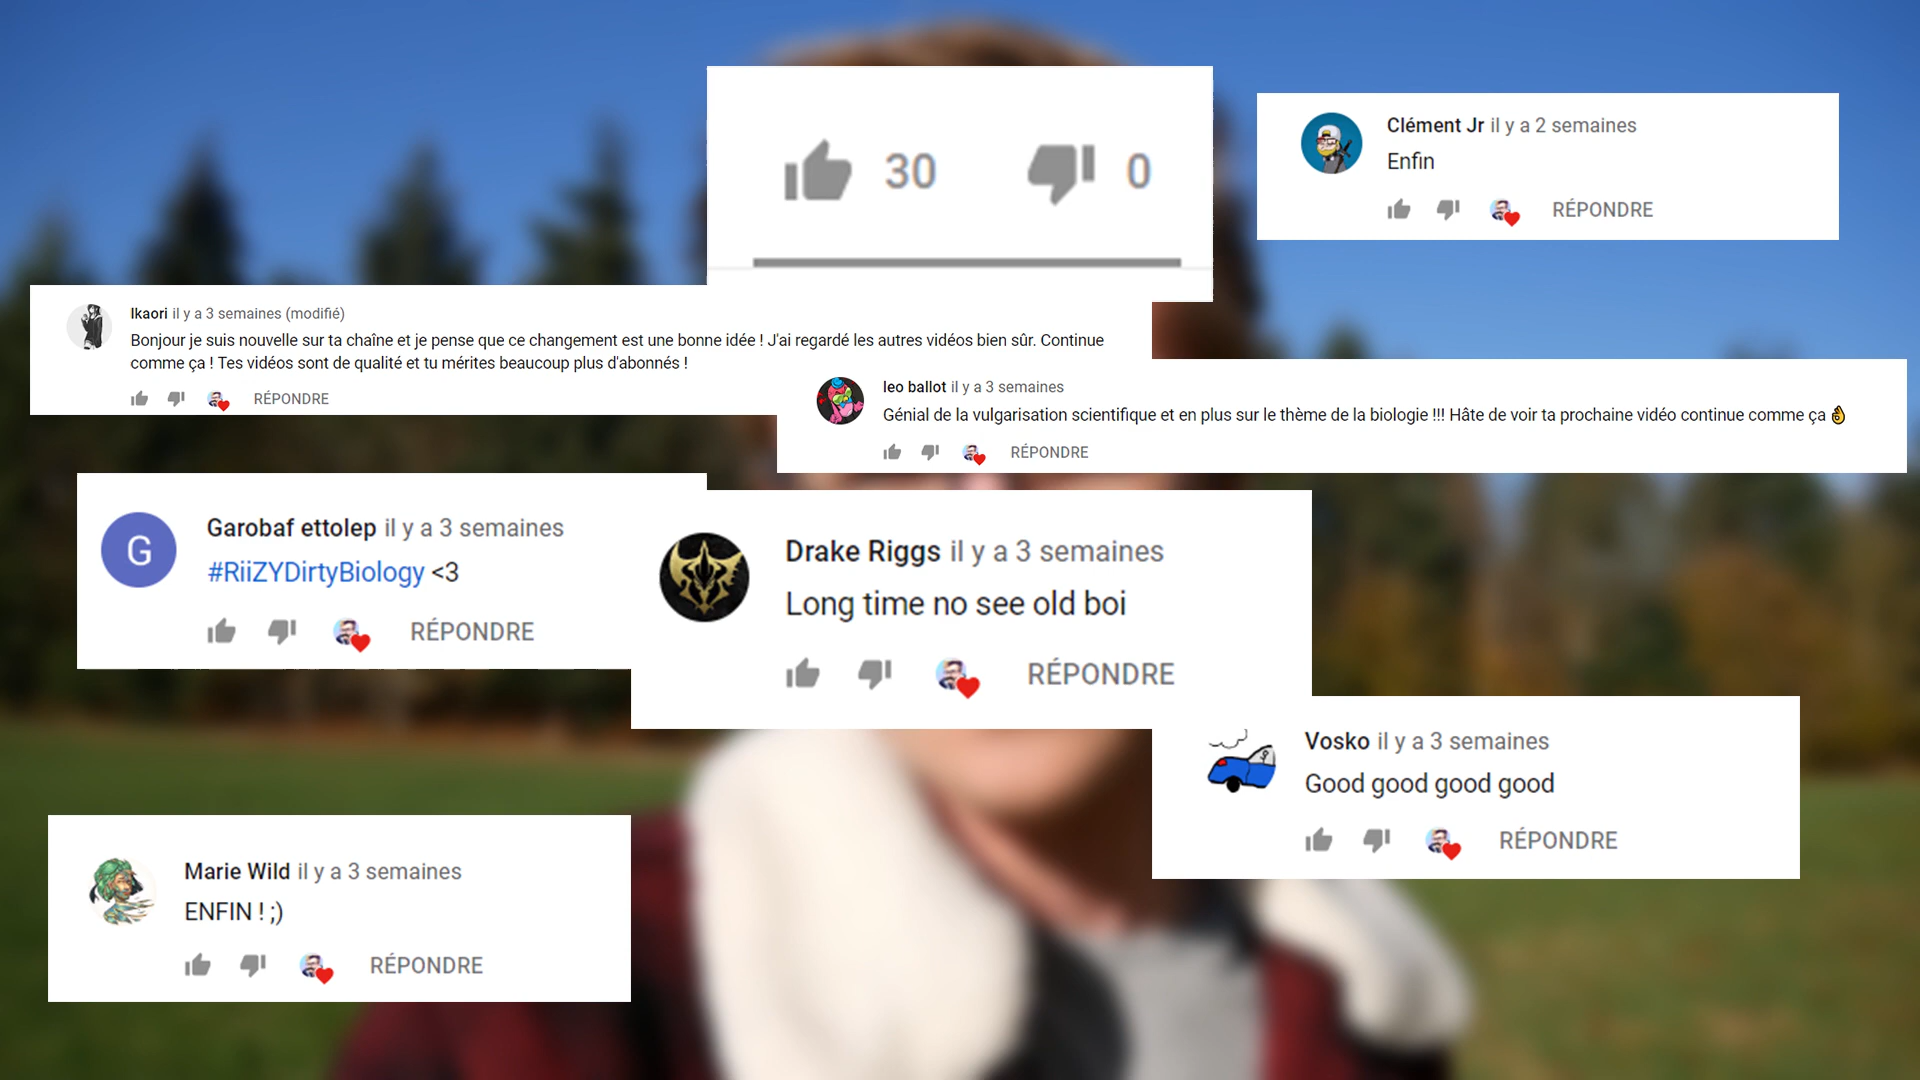 30 0
Clément Jr il y a 2 semaines
Enfin
RÉPONDRE
Ikaori il y a 3 semaines (modifié)
Bonjour je suis nouvelle sur ta chaîne et je pense que ce changement est une bonne idée ! J'ai regardé les autres vidéos bien sûr. Continue
comme ça ! Tes vidéos sont de qualité et tu mérites beaucoup plus d'abonnés !
RÉPONDRE
leo ballot il y a 3 semaines
Génial de la vulgarisation scientifique et en plus sur le thème de la biologie !!! Hâte de voir ta prochaine vidéo continue comme ça 👌
RÉPONDRE
G
Garobaf ettolep il y a 3 semaines
#RiiZYDirtyBiology <3
RÉPONDRE
Drake Riggs il y a 3 semaines
Long time no see old boi
RÉPONDRE
Vosko il y a 3 semaines
Good good good good
RÉPONDRE
Marie Wild il y a 3 semaines
ENFIN ! ;)
RÉPONDRE